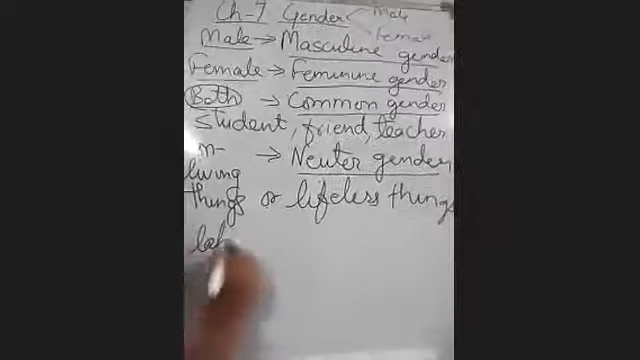 Ch-7 Gender Male
Female
Male → Masculine gender
Female → Feminine gender
Both → Common gender
student, friend, teacher
n- → Neuter gender
living
things or lifeless things